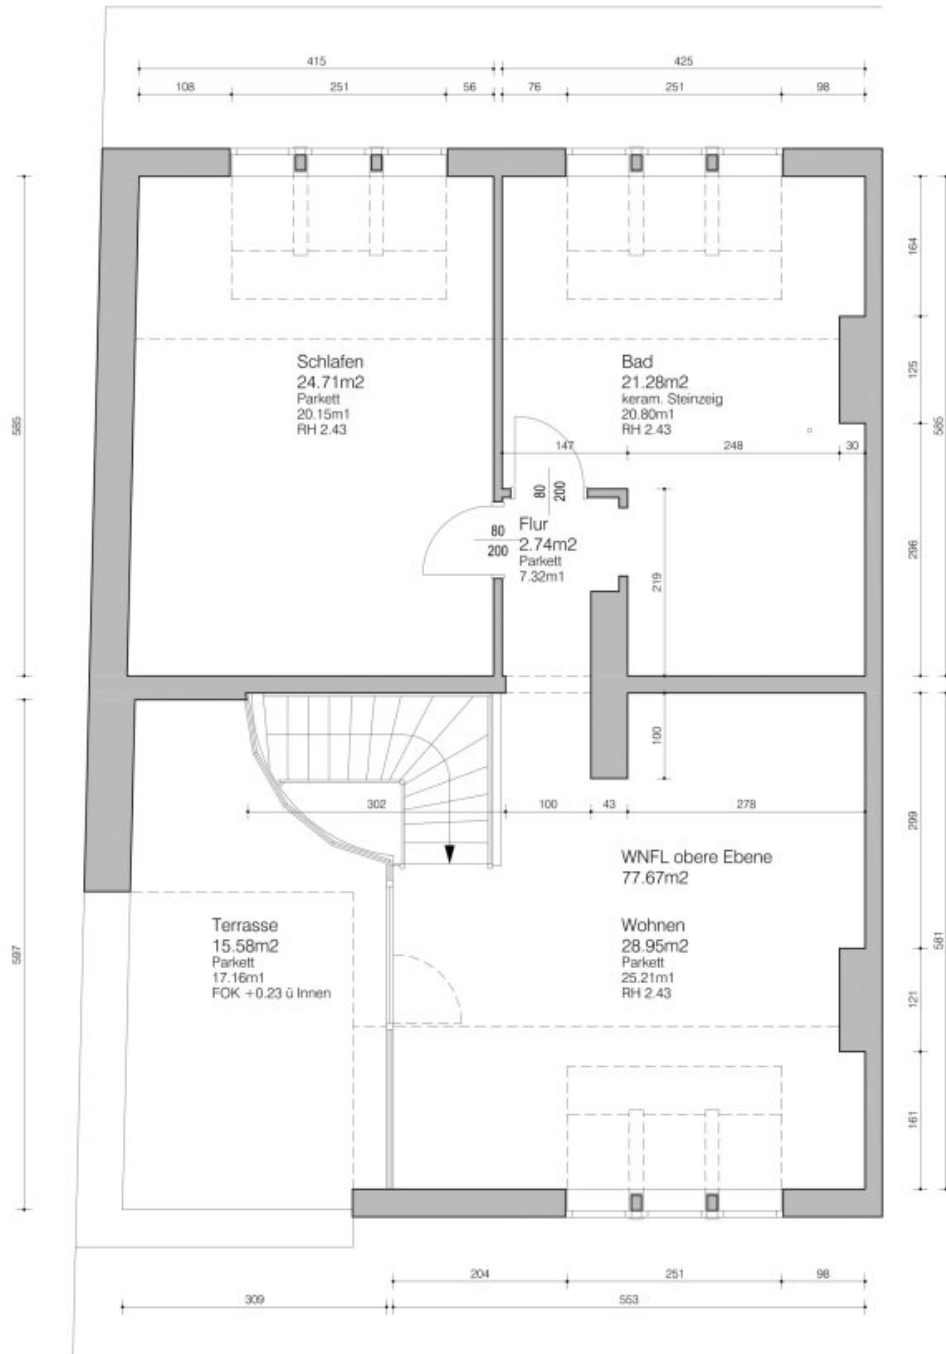 415
425
108
251
56
76
251
98
164
125
585
585
296
Schlafen
24.71m2
Parkett
20.15m1
RH 2.43
Bad
21.28m2
keram. Steinzeig
20.80m1
RH 2.43
147
248
30
80
200
80
200
Flur
2.74m2
Parkett
7.32m1
219
100
302
100
43
278
299
WNFL obere Ebene
77.67m2
Terrasse
15.58m2
Parkett
17.16m1
FOK +0.23 ü Innen
Wohnen
28.95m2
Parkett
25.21m1
RH 2.43
597
581
121
161
204
251
98
309
553